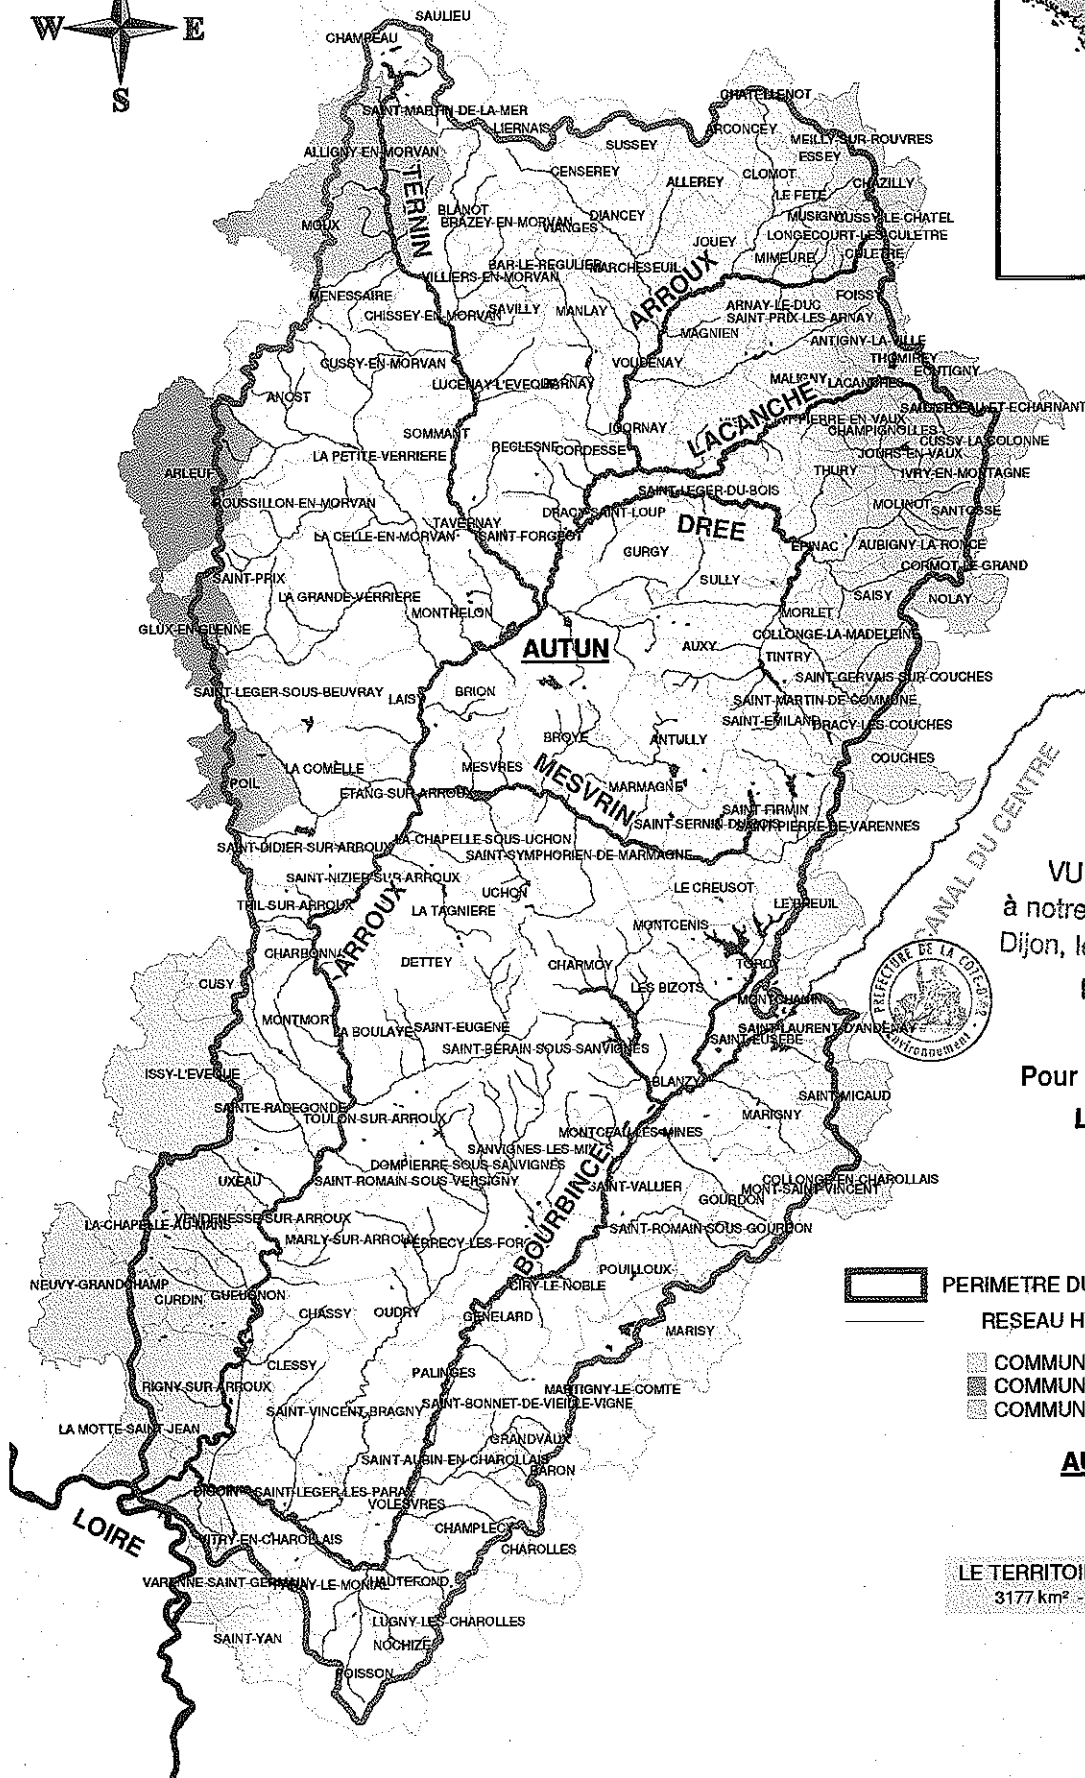 W E
S
SAULIEU
CHAMPEAU
CHATELLENOT
SAINT-MARTIN-DE-LA-MER
LIERNAIS
ARCONCEY
MEILLY-SUR-ROUVRES
SUSSEY
ALLIGNY-EN-MORVAN
ESSEY
CENSEREY
CLOMOT
ALLEREY
CHAZILLY
LE FETE
TERNIN
BLANOT
BRAZEY-EN-MORVAN
DIANCEY
VIANGES
MUSIGNY
CUSSY-LE-CHATEL
MOUX
LONGECOURT-LES-CULETRE
JOUEY
MIMEURE
CULETRE
BAR-LE-REGULIER
MARCHESEUIL
VILLIERS-EN-MORVAN
ARROUX
MENESSAIRE
FOISSY
CHISSEY-EN-MORVAN
SAVILLY
MANLAY
ARNAY-LE-DUC
SAINT-PRIX-LES-ARNAY
MAGNIEN
ANTIGNY-LA-VILLE
CUSSY-EN-MORVAN
VOUDENAY
THOMIREY
ECUTIGNY
LUCENAY-L'EVEQUE
BARNAY
MALIGNY
LACANCHE
ANOST
LACANCHE
SAUSSEY
CHAMPIGNOLLES
SOMMANT
IGORNAY
CUSSY-LA-COLONNE
RECLESNE
CORDESSE
JOURS-EN-VAUX
LA PETITE-VERRIERE
THURY
IVRY-EN-MONTAGNE
ARLEUF
SAINT-LEGER-DU-BOIS
ROUSSILLON-EN-MORVAN
MOLINOT
SANTOSSE
DRACY-SAINT-LOUP
TAVERNAY
DREE
LA CELLE-EN-MORVAN
SAINT-FORGEOT
EPINAC
AUBIGNY-LA-RONCE
CURGY
CORMOT-LE-GRAND
SAINT-PRIX
SULLY
LA GRANDE-VERRIERE
SAISY
NOLAY
MONTHELON
MORLET
GLUX-EN-GLENNE
COLLONGE-LA-MADELEINE
AUTUN
AUXY
TINTRY
SAINT-GERVAIS-SUR-COUCHES
SAINT-LEGER-SOUS-BEUVRAY
LAISY
BRION
SAINT-MARTIN-DE-COMMUNE
SAINT-EMILAND
DRACY-LES-COUCHES
BROYE
ANTULLY
COUCHES
LA COMELLE
MESVRES
POIL
MESVRIN
MARMAGNE
ETANG-SUR-ARROUX
SAINT-FIRMIN
SAINT-SERNIN-DU-BOIS
SAINT-PIERRE-DE-VARENNES
CANAL DU CENTRE
SAINT-DIDIER-SUR-ARROUX
LA-CHAPELLE-SOUS-UCHON
SAINT-SYMPHORIEN-DE-MARMAGNE
SAINT-NIZIER-SUR-ARROUX
LE CREUSOT
VU
UCHON
THIL-SUR-ARROUX
LA TAGNIERE
LE BREUIL
à notre
MONTCENIS
ARROUX
Dijon, le
CHARBONNAT
DETTEY
CHARMOY
TORCY
CUSY
LES BIZOTS
MONTCHANIN
PREFECTURE DE LA COTE-D'OR
Environnement
MONTMORT
LA BOULAYE
SAINT-EUGENE
SAINT-LAURENT-D'ANDENAY
SAINT-EUSEBE
SAINT-BERAIN-SOUS-SANVIGNES
ISSY-L'EVEQUE
BLANZY
Pour
SAINT-MICAUD
SAINTE-RADEGONDE
TOULON-SUR-ARROUX
MARIGNY
L
MONTCEAU-LES-MINES
SANVIGNES-LES-MINES
DOMPIERRE-SOUS-SANVIGNES
UXEAU
SAINT-ROMAIN-SOUS-VERSIGNY
SAINT-VALLIER
COLLONGE-EN-CHAROLLAIS
MONT-SAINT-VINCENT
GOURDON
BOURBINCE
LA-CHAPELLE-AU-MANS
VENDENESSE-SUR-ARROUX
SAINT-ROMAIN-SOUS-GOURDON
MARLY-SUR-ARROUX
PERRECY-LES-FORGES
POUILLOUX
NEUVY-GRANDCHAMP
CIRY-LE-NOBLE
PERIMETRE DU
CURDIN
GUEUGNON
CHASSY
OUDRY
GENELARD
RESEAU H
MARISY
COMMUN
CLESSY
PALINGES
COMMUN
RIGNY-SUR-ARROUX
MARTIGNY-LE-COMTE
COMMUN
SAINT-VINCENT-BRAGNY
SAINT-BONNET-DE-VIEILLE-VIGNE
LA MOTTE-SAINT-JEAN
GRANDVAUX
SAINT-AUBIN-EN-CHAROLLAIS
BARON
AU
DIGOIN
SAINT-LEGER-LES-PARAY
VOLESVRES
LOIRE
CHAMPLECY
VITRY-EN-CHAROLLAIS
CHAROLLES
LE TERRITOI
VARENNE-SAINT-GERMAIN
PARAY-LE-MONIAL
HAUTEFOND
3177 km² -
LUGNY-LES-CHAROLLES
SAINT-YAN
NOCHIZE
POISSON